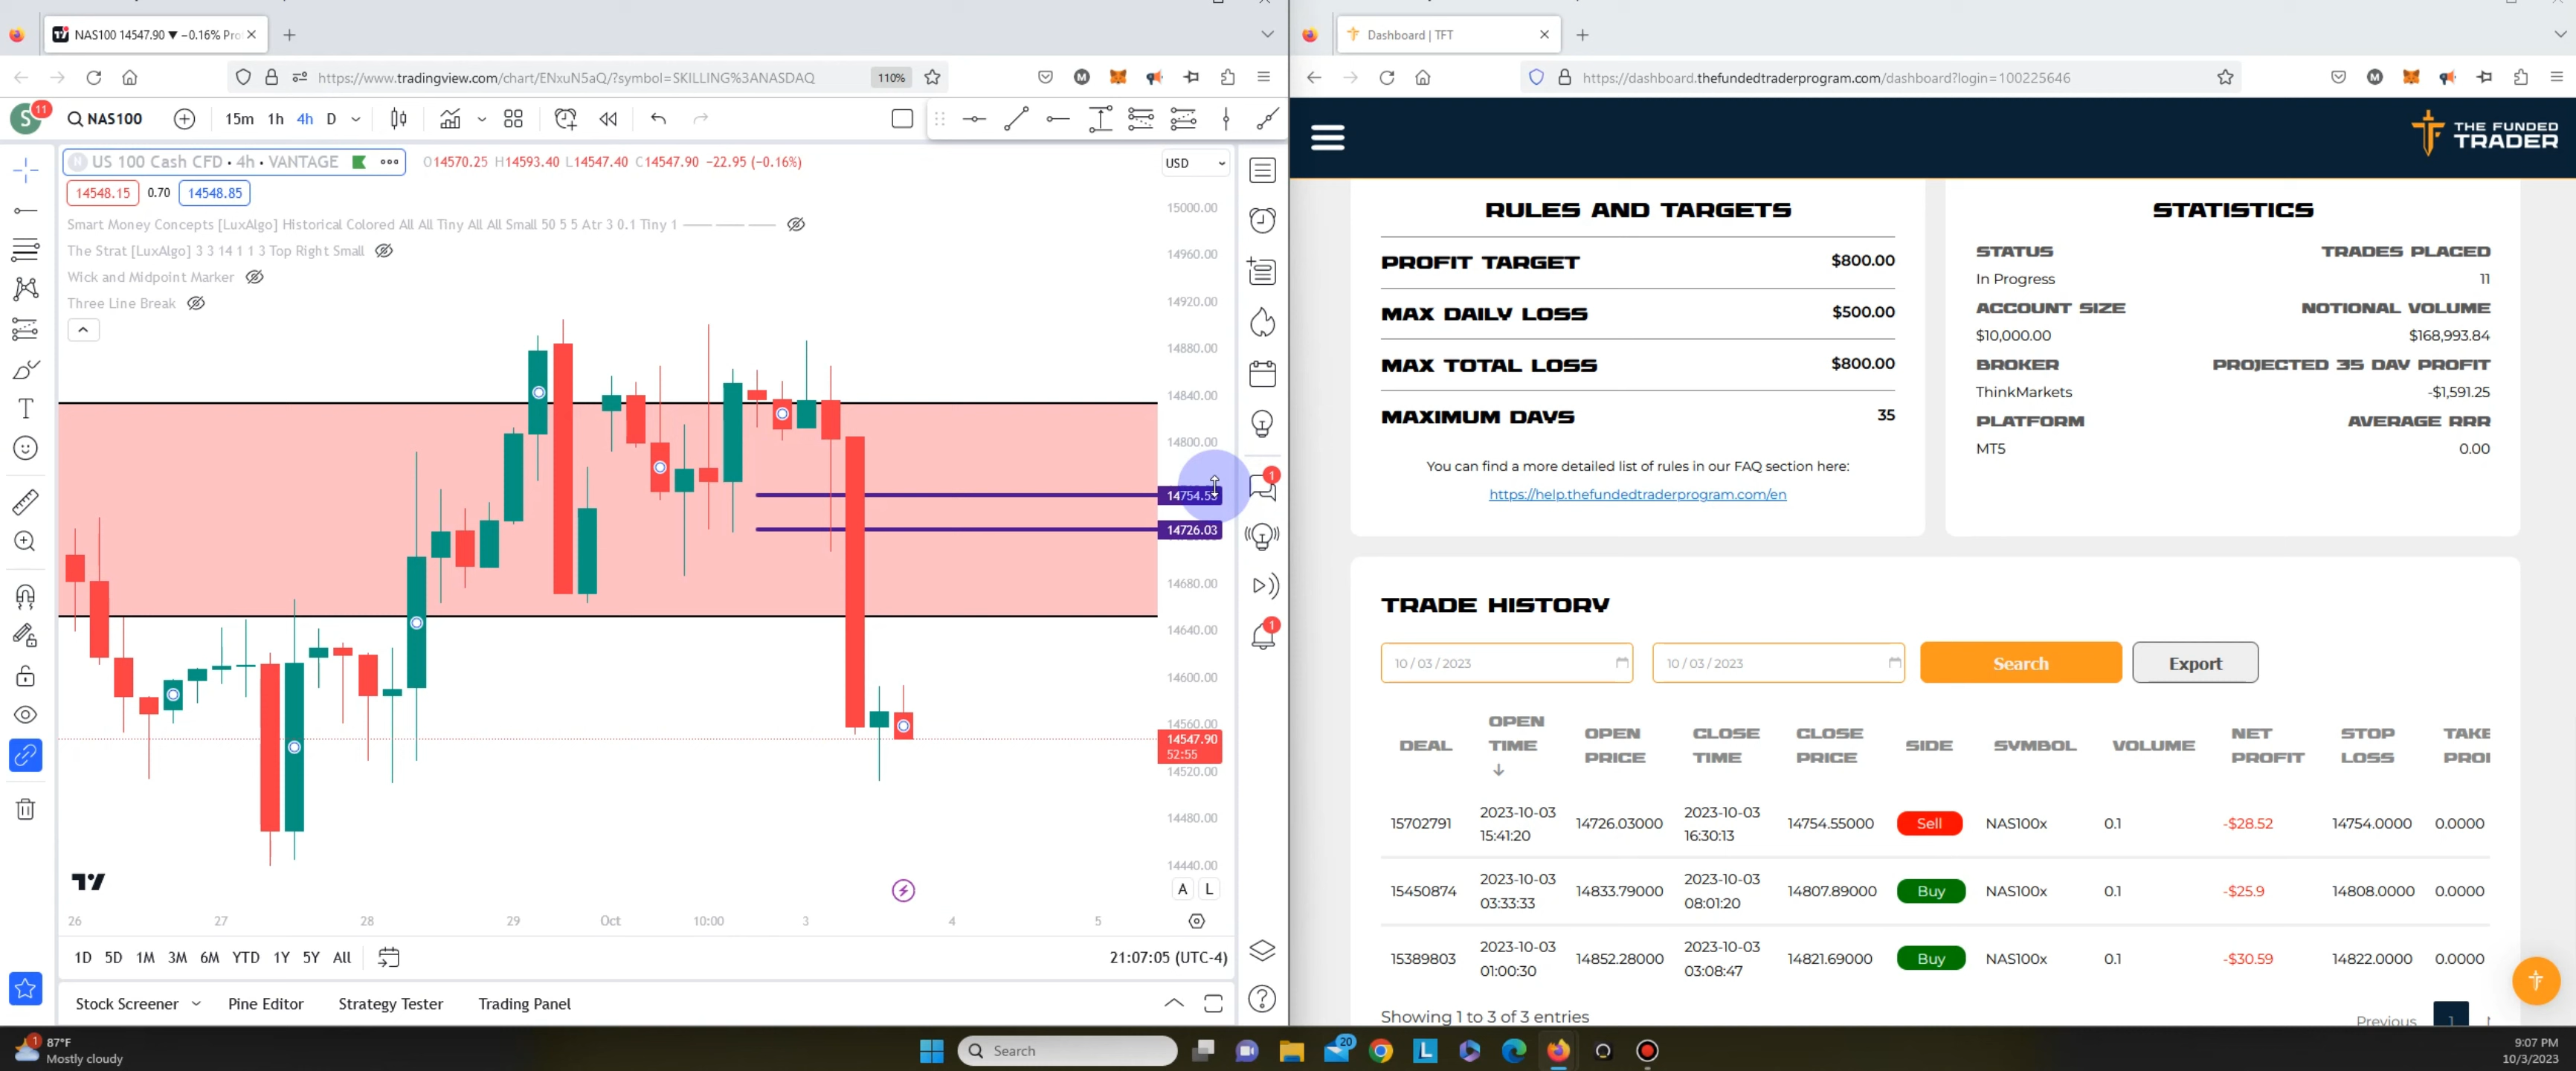 NAS100 14547.90 ▼ −0.16% Pro
https://www.tradingview.com/chart/ENxuN5aQ/?symbol=SKILLING%3ANASDAQ
110%
S 11
NAS100
15m 1h 4h D
US 100 Cash CFD • 4h • VANTAGE
O14570.25 H14593.40 L14547.40 C14547.90 −22.95 (−0.16%)
USD
14548.15 0.70 14548.85
Smart Money Concepts [LuxAlgo] Historical Colored All All Tiny All All Small 50 5 5 Atr 3 0.1 Tiny 1
The Strat [LuxAlgo] 3 3 14 1 1 3 Top Right Small
Wick and Midpoint Marker
Three Line Break
15000.00
14960.00
14920.00
14880.00
14840.00
14800.00
14754.55
14726.03
14680.00
14640.00
14600.00
14560.00
14547.90
52:55
14520.00
14480.00
14440.00
A L
26 27 28 29 Oct 10:00 3 4 5
1D 5D 1M 3M 6M YTD 1Y 5Y All
21:07:05 (UTC-4)
Stock Screener Pine Editor Strategy Tester Trading Panel
1
1
Dashboard | TFT
https://dashboard.thefundedtraderprogram.com/dashboard?login=100225646
THE FUNDED
TRADER
RULES AND TARGETS
PROFIT TARGET $800.00
MAX DAILY LOSS $500.00
MAX TOTAL LOSS $800.00
MAXIMUM DAYS 35
You can find a more detailed list of rules in our FAQ section here:
https://help.thefundedtraderprogram.com/en
STATISTICS
STATUS TRADES PLACED
In Progress 11
ACCOUNT SIZE NOTIONAL VOLUME
$10,000.00 $168,993.84
BROKER PROJECTED 35 DAY PROFIT
ThinkMarkets -$1,591.25
PLATFORM AVERAGE RRR
MT5 0.00
TRADE HISTORY
10/03/2023 10/03/2023 Search Export
DEAL OPEN TIME ↓ OPEN PRICE CLOSE TIME CLOSE PRICE SIDE SYMBOL VOLUME NET PROFIT STOP LOSS TAKE
15702791 2023-10-03 15:41:20 14726.03000 2023-10-03 16:30:13 14754.55000 Sell NAS100x 0.1 -$28.52 14754.0000 0.0000
15450874 2023-10-03 03:33:33 14833.79000 2023-10-03 08:01:20 14807.89000 Buy NAS100x 0.1 -$25.9 14808.0000 0.0000
15389803 2023-10-03 01:00:30 14852.28000 2023-10-03 03:08:47 14821.69000 Buy NAS100x 0.1 -$30.59 14822.0000 0.0000
Showing 1 to 3 of 3 entries
Previous 1
1 87°F
Mostly cloudy
Search
20
9:07 PM
10/3/2023